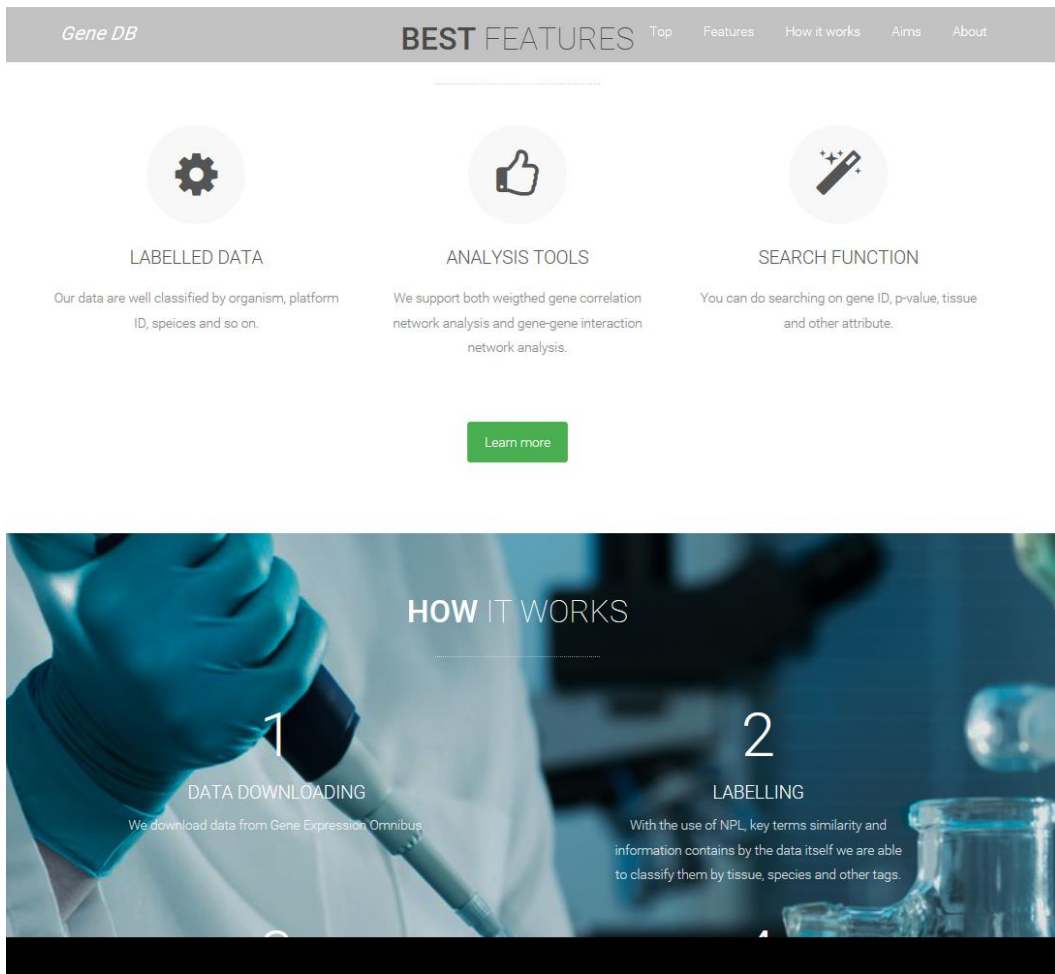 Gene DB
BEST FEATURES
Top Features How it works Aims About
LABELLED DATA
Our data are well classified by organism, platform
ID, speices and so on.
ANALYSIS TOOLS
We support both weigthed gene correlation
network analysis and gene-gene interaction
network analysis.
SEARCH FUNCTION
You can do searching on gene ID, p-value, tissue
and other attribute.
Learn more
HOW IT WORKS
1
DATA DOWNLOADING
We download data from Gene Expression Omnibus.
2
LABELLING
With the use of NPL, key terms similarity and
information contains by the data itself we are able
to classify them by tissue, species and other tags.